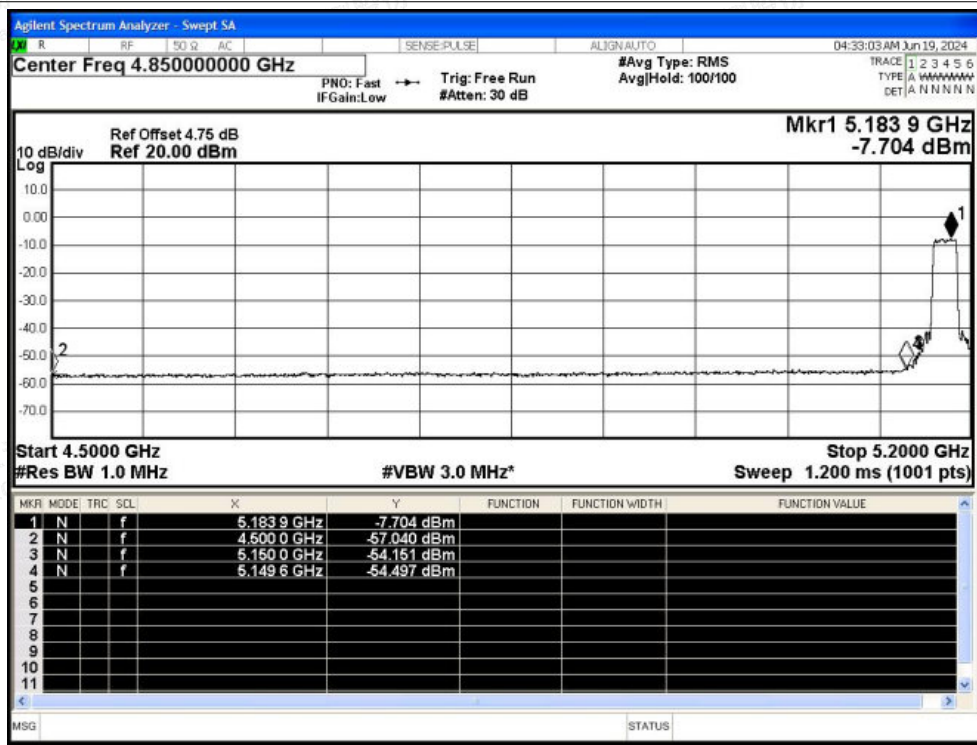 Agilent Spectrum Analyzer - Swept SA
LXI R RF 50 Ω AC SENSE:PULSE ALIGNAUTO 04:33:03 AM Jun 19, 2024
Center Freq 4.850000000 GHz
PNO: Fast
IFGain:Low
Trig: Free Run
#Atten: 30 dB
#Avg Type: RMS
Avg|Hold: 100/100
TRACE 1 2 3 4 5 6
TYPE A WWWWW
DET A N N N N N
Ref Offset 4.75 dB
Ref 20.00 dBm
10 dB/div
Log
Mkr1 5.183 9 GHz
-7.704 dBm
10.0
0.00
-10.0
-20.0
-30.0
-40.0
-50.0
-60.0
-70.0
1
2
Start 4.5000 GHz
Stop 5.2000 GHz
#Res BW 1.0 MHz
#VBW 3.0 MHz*
Sweep 1.200 ms (1001 pts)
MKR MODE TRC SCL X Y FUNCTION FUNCTION WIDTH FUNCTION VALUE
1 N f 5.183 9 GHz -7.704 dBm
2 N f 4.500 0 GHz -57.040 dBm
3 N f 5.150 0 GHz -54.151 dBm
4 N f 5.149 6 GHz -54.497 dBm
5
6
7
8
9
10
11
MSG
STATUS